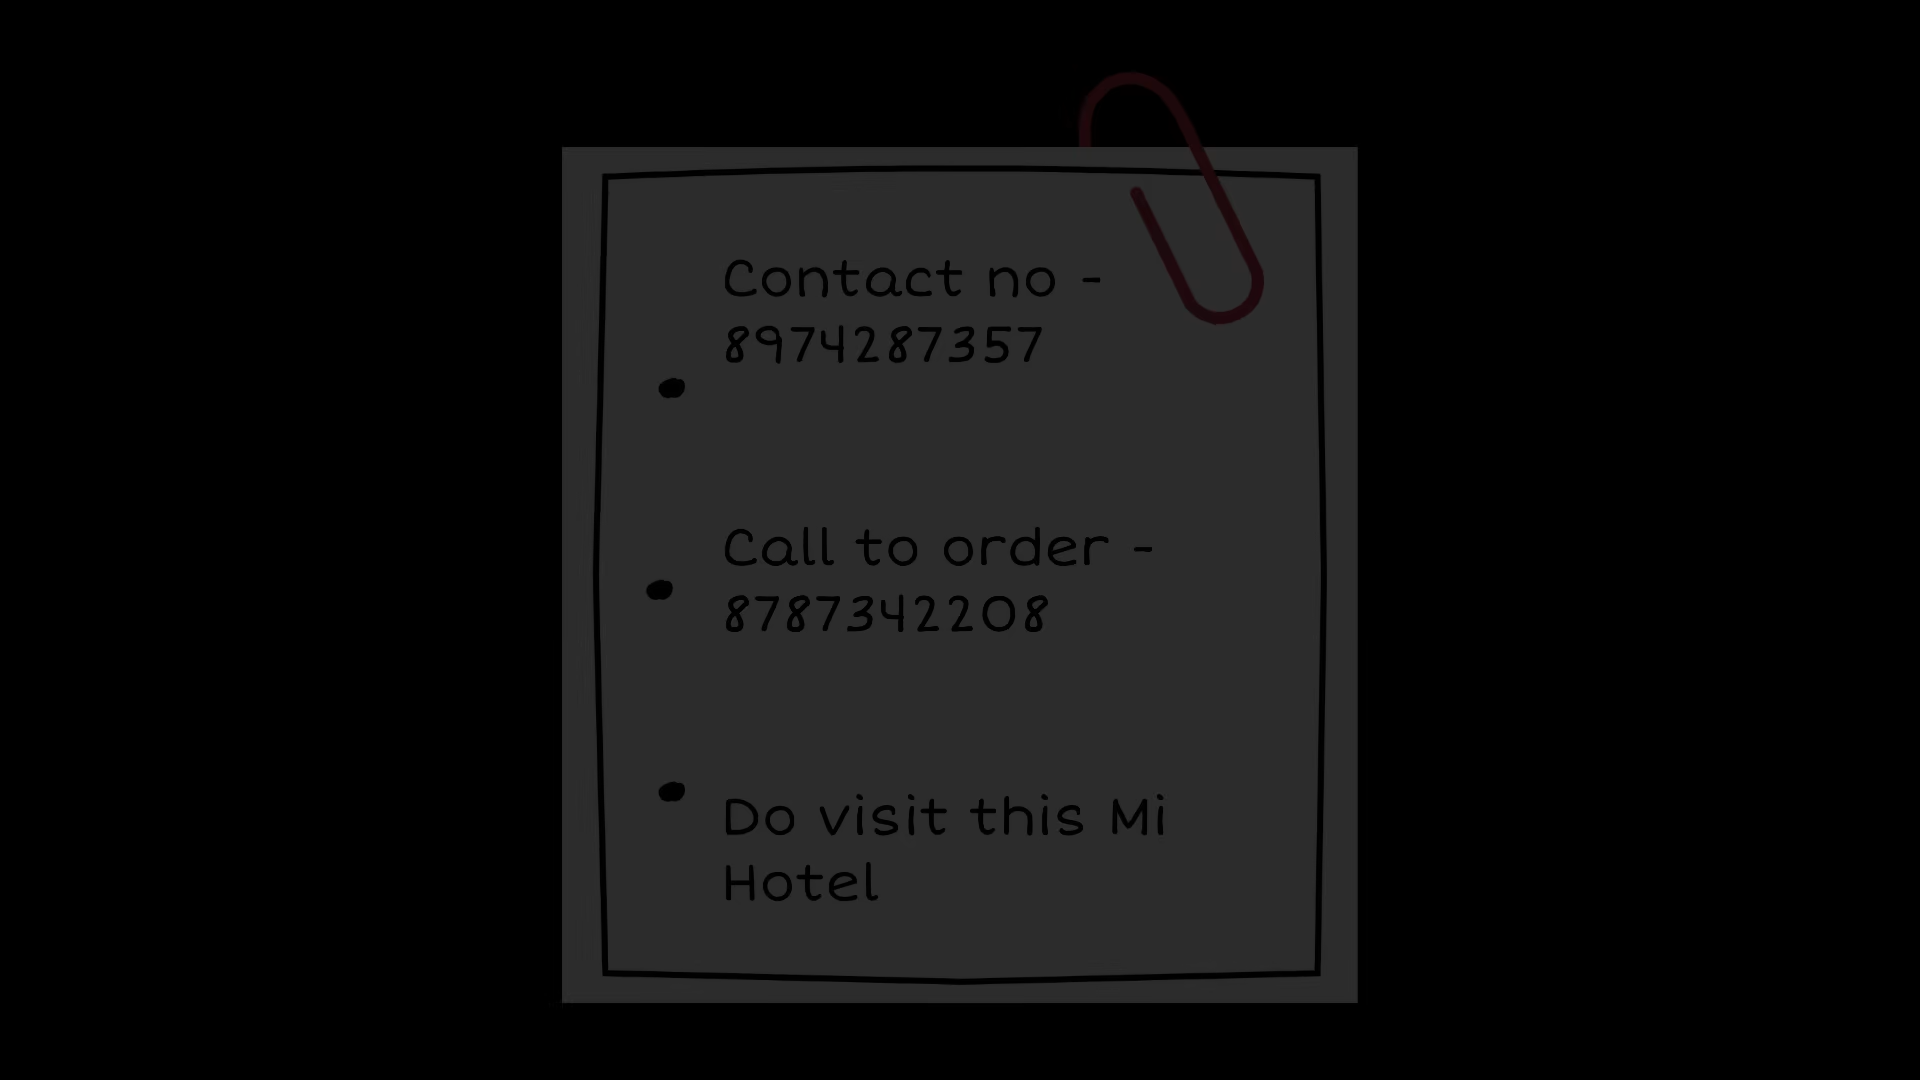 Contact no -
8974287357
Call to order -
8787342208
Do visit this Mi
Hotel